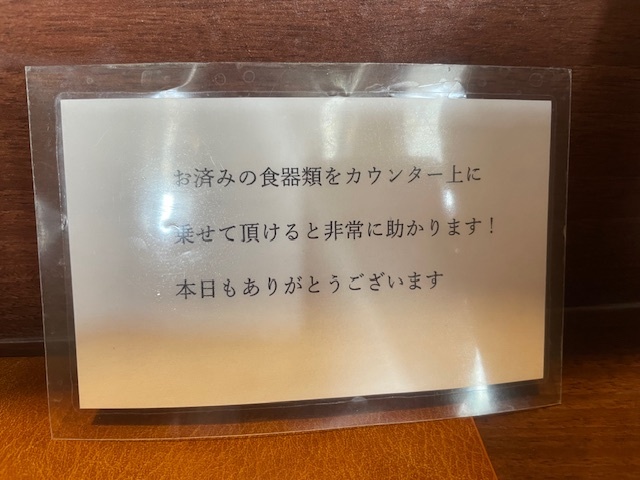 お済みの食器類をカウンター上に
乗せて頂けると非常に助かります！
本日もありがとうございます